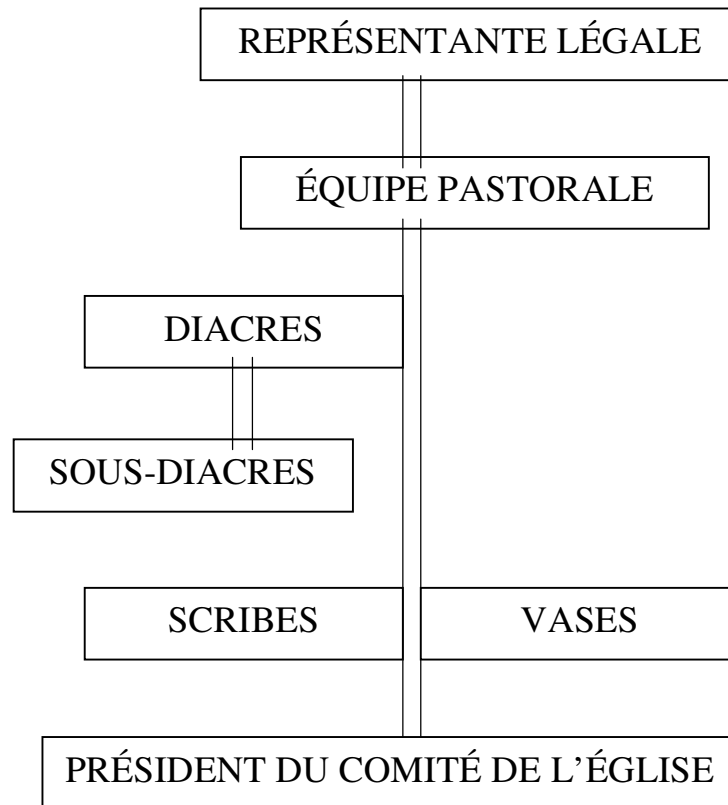 REPRÉSENTANTE LÉGALE
ÉQUIPE PASTORALE
DIACRES
SOUS-DIACRES
SCRIBES
VASES
PRÉSIDENT DU COMITÉ DE L’ÉGLISE